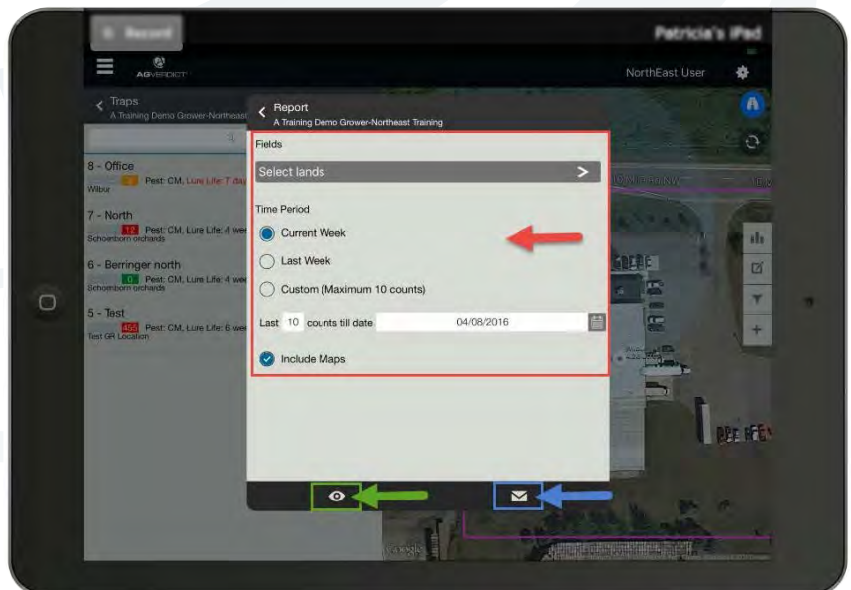 Record
Patricia's iPad
AGVERDICT
NorthEast User
Traps
A Training Demo Grower-Northeast
Report
A Training Demo Grower-Northeast Training
Fields
Select lands
Time Period
Current Week
Last Week
Custom (Maximum 10 counts)
Last 10 counts till date 04/08/2016
Include Maps
8 - Office
Pest: CM, Lure Life: 7 day
Wilbur
7 - North
12 Pest: CM, Lure Life: 4 wee
Schoenborn orchards
6 - Berringer north
0 Pest: CM, Lure Life: 4 wee
Schoenborn orchards
5 - Test
455 Pest: CM, Lure Life: 6 wee
Test GR Location